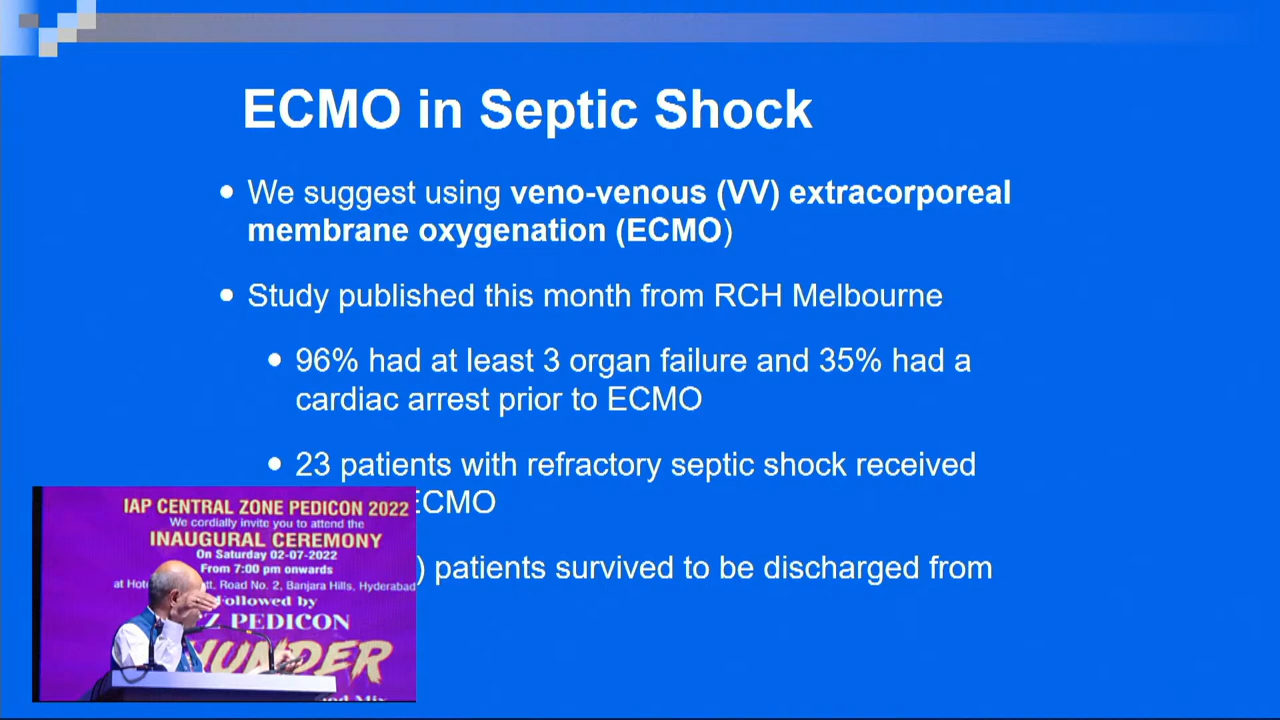 ECMO in Septic Shock
• We suggest using veno-venous (VV) extracorporeal
membrane oxygenation (ECMO)
• Study published this month from RCH Melbourne
• 96% had at least 3 organ failure and 35% had a
cardiac arrest prior to ECMO
• 23 patients with refractory septic shock received
ECMO
) patients survived to be discharged from
IAP CENTRAL ZONE PEDICON 2022
We cordially invite you to attend the
INAUGURAL CEREMONY
On Saturday 02-07-2022
From 7:00 pm onwards
at Road No. 2, Banjara Hills, Hyderabad
Followed by
PEDICON